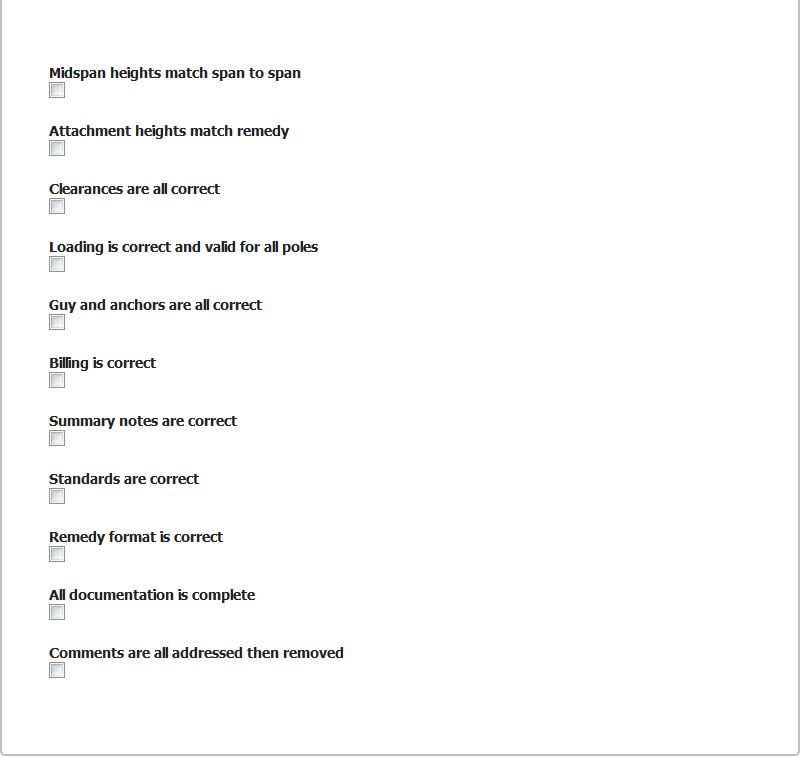 Midspan heights match span to span
Attachment heights match remedy
Clearances are all correct
Loading is correct and valid for all poles
Guy and anchors are all correct
Billing is correct
Summary notes are correct
Standards are correct
Remedy format is correct
All documentation is complete
Comments are all addressed then removed